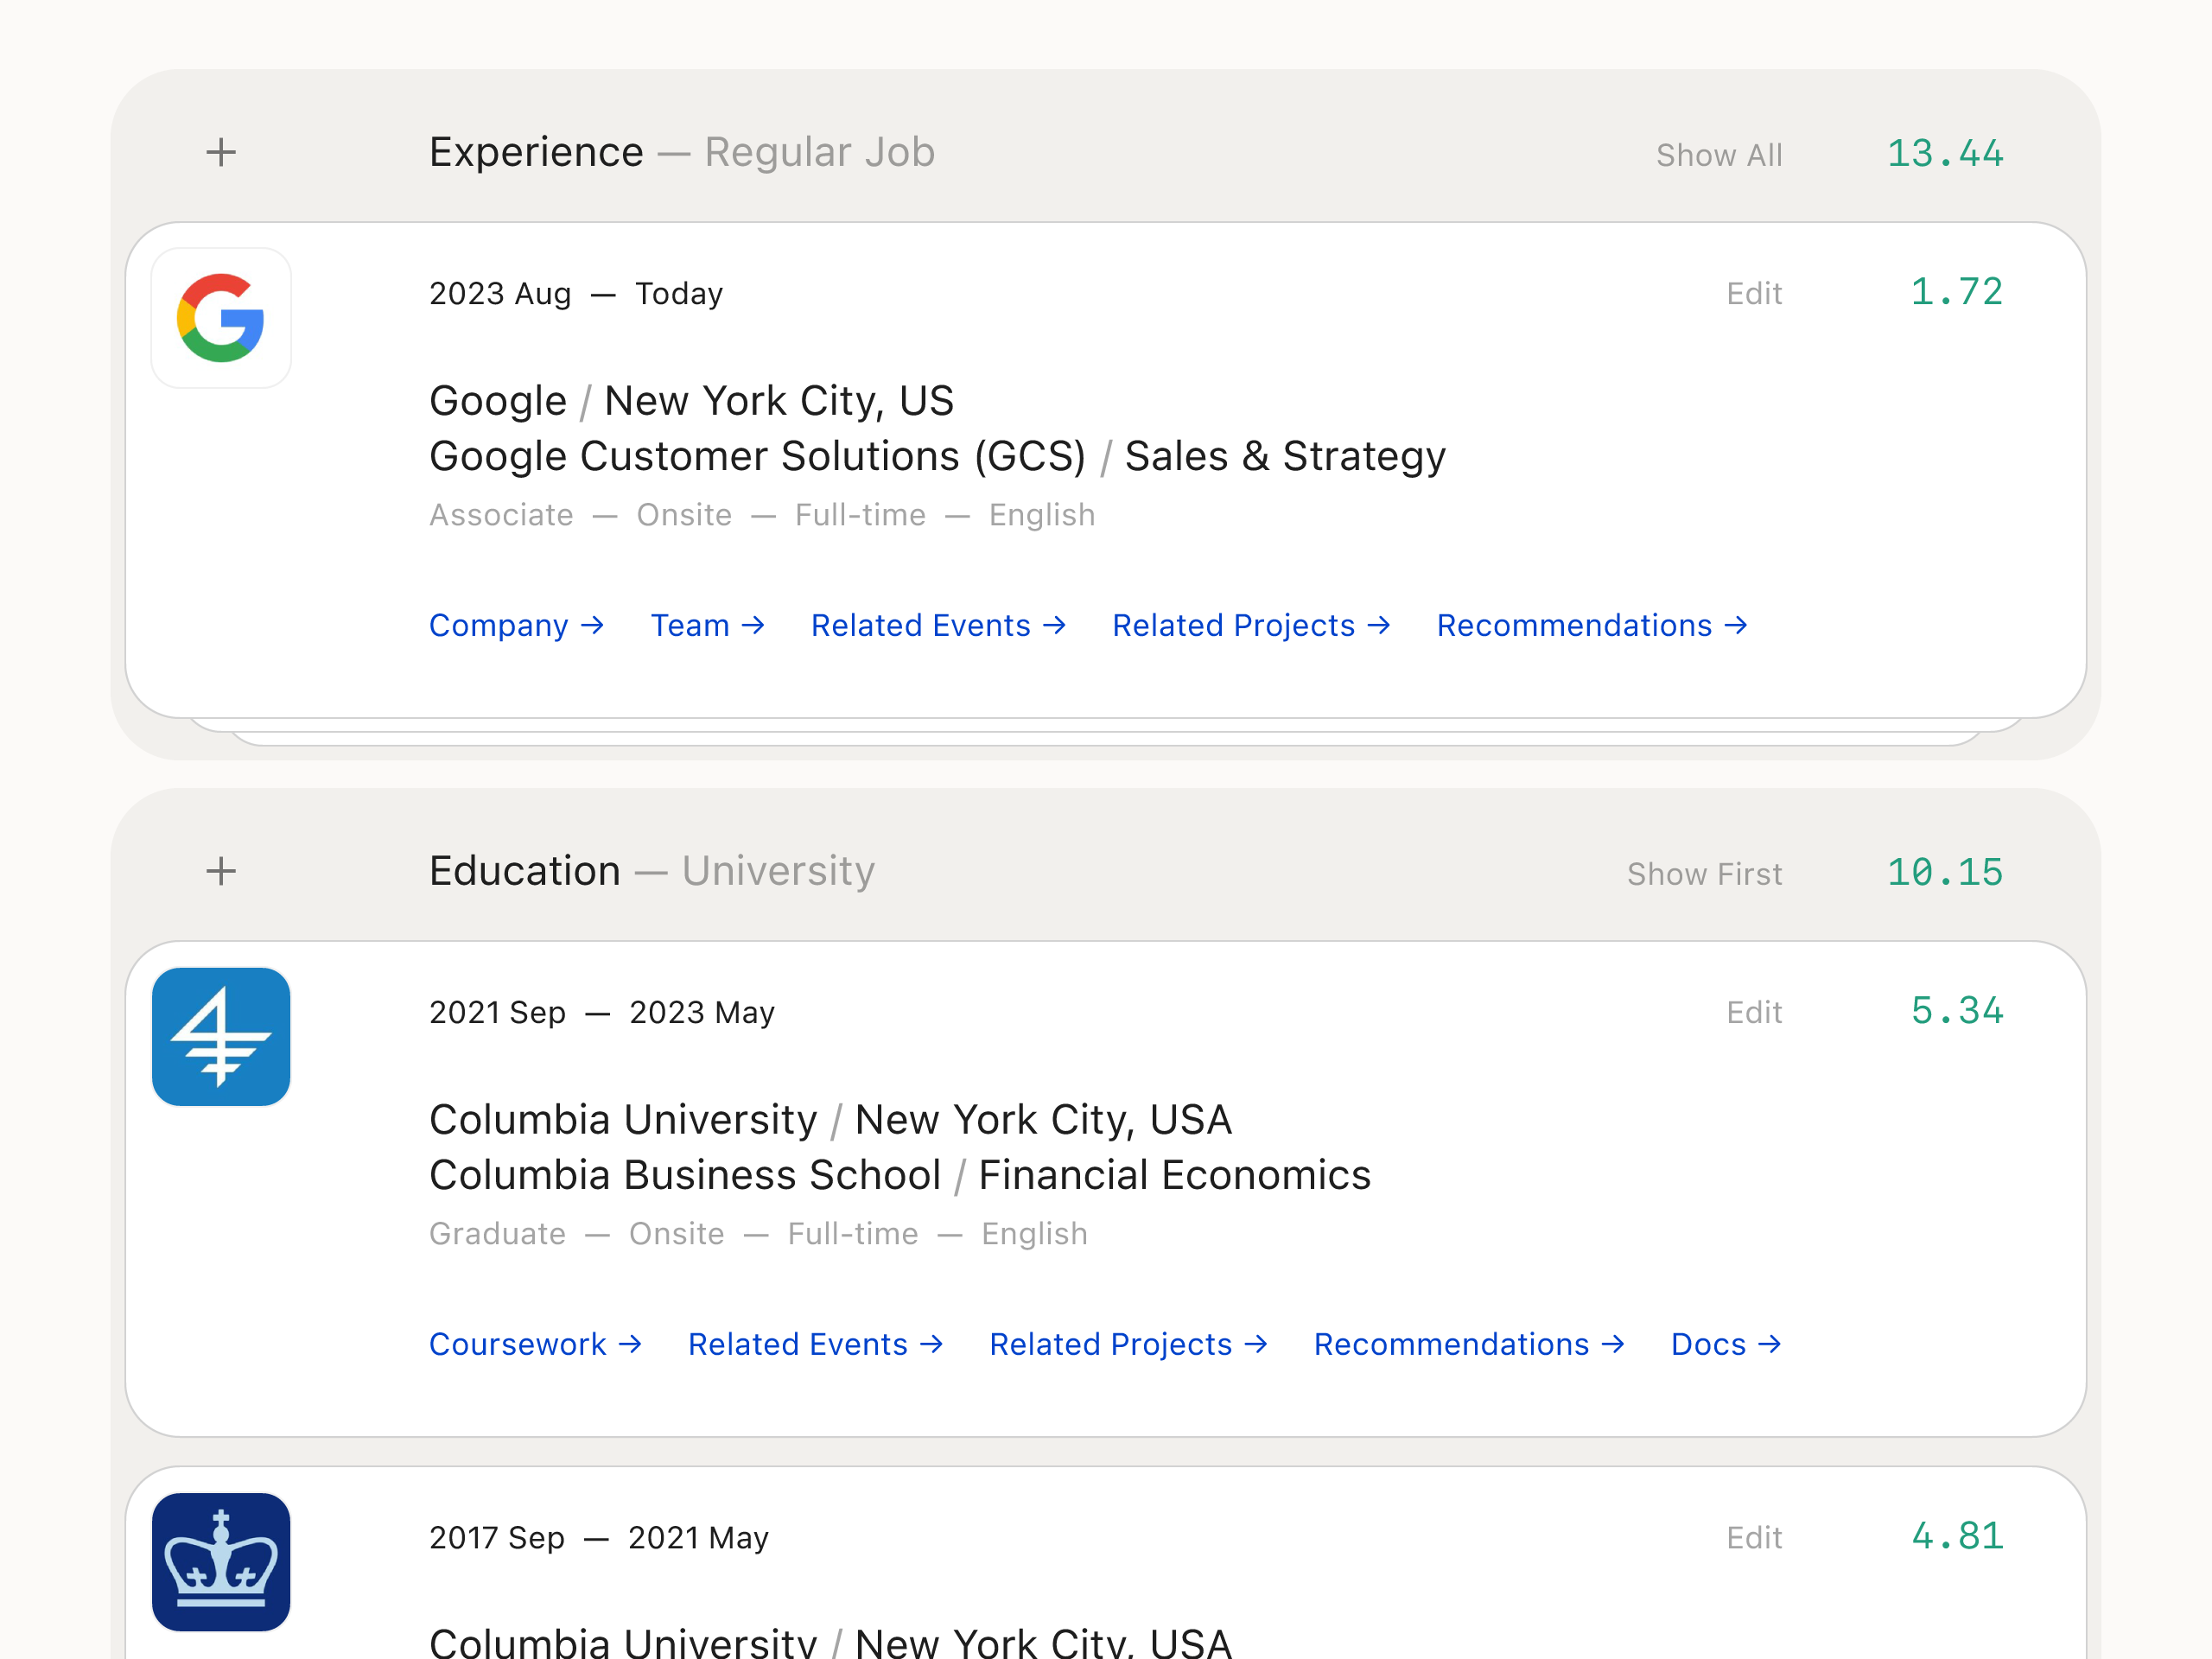 + Experience — Regular Job Show All 13.44
2023 Aug — Today Edit 1.72
Google / New York City, US
Google Customer Solutions (GCS) / Sales & Strategy
Associate — Onsite — Full-time — English
Company → Team → Related Events → Related Projects → Recommendations →
+ Education — University Show First 10.15
2021 Sep — 2023 May Edit 5.34
Columbia University / New York City, USA
Columbia Business School / Financial Economics
Graduate — Onsite — Full-time — English
Coursework → Related Events → Related Projects → Recommendations → Docs →
2017 Sep — 2021 May Edit 4.81
Columbia University / New York City, USA